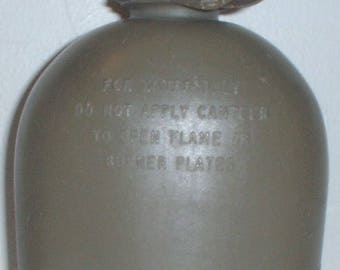 FOR WATER ONLY
DO NOT APPLY CANTEEN
TO OPEN FLAME OR
BURNER PLATES